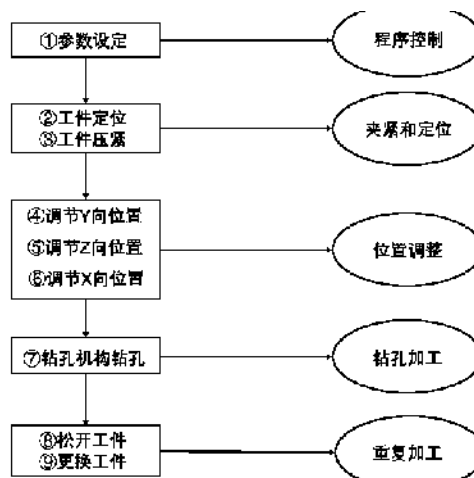 ①参数设定
程序控制
②工件定位
③工件压紧
夹紧和定位
④调节Y向位置
⑤调节Z向位置
⑥调节X向位置
位置调整
⑦钻孔机构钻孔
钻孔加工
⑧松开工件
⑨更换工件
重复加工